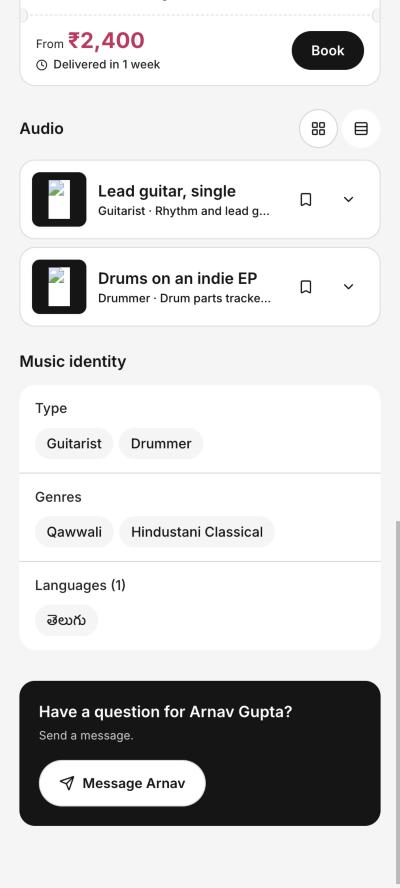 From ₹2,400
Delivered in 1 week
Book
Audio
Lead guitar, single
Guitarist · Rhythm and lead g...
Drums on an indie EP
Drummer · Drum parts tracke...
Music identity
Type
Guitarist
Drummer
Genres
Qawwali
Hindustani Classical
Languages (1)
తెలుగు
Have a question for Arnav Gupta?
Send a message.
Message Arnav